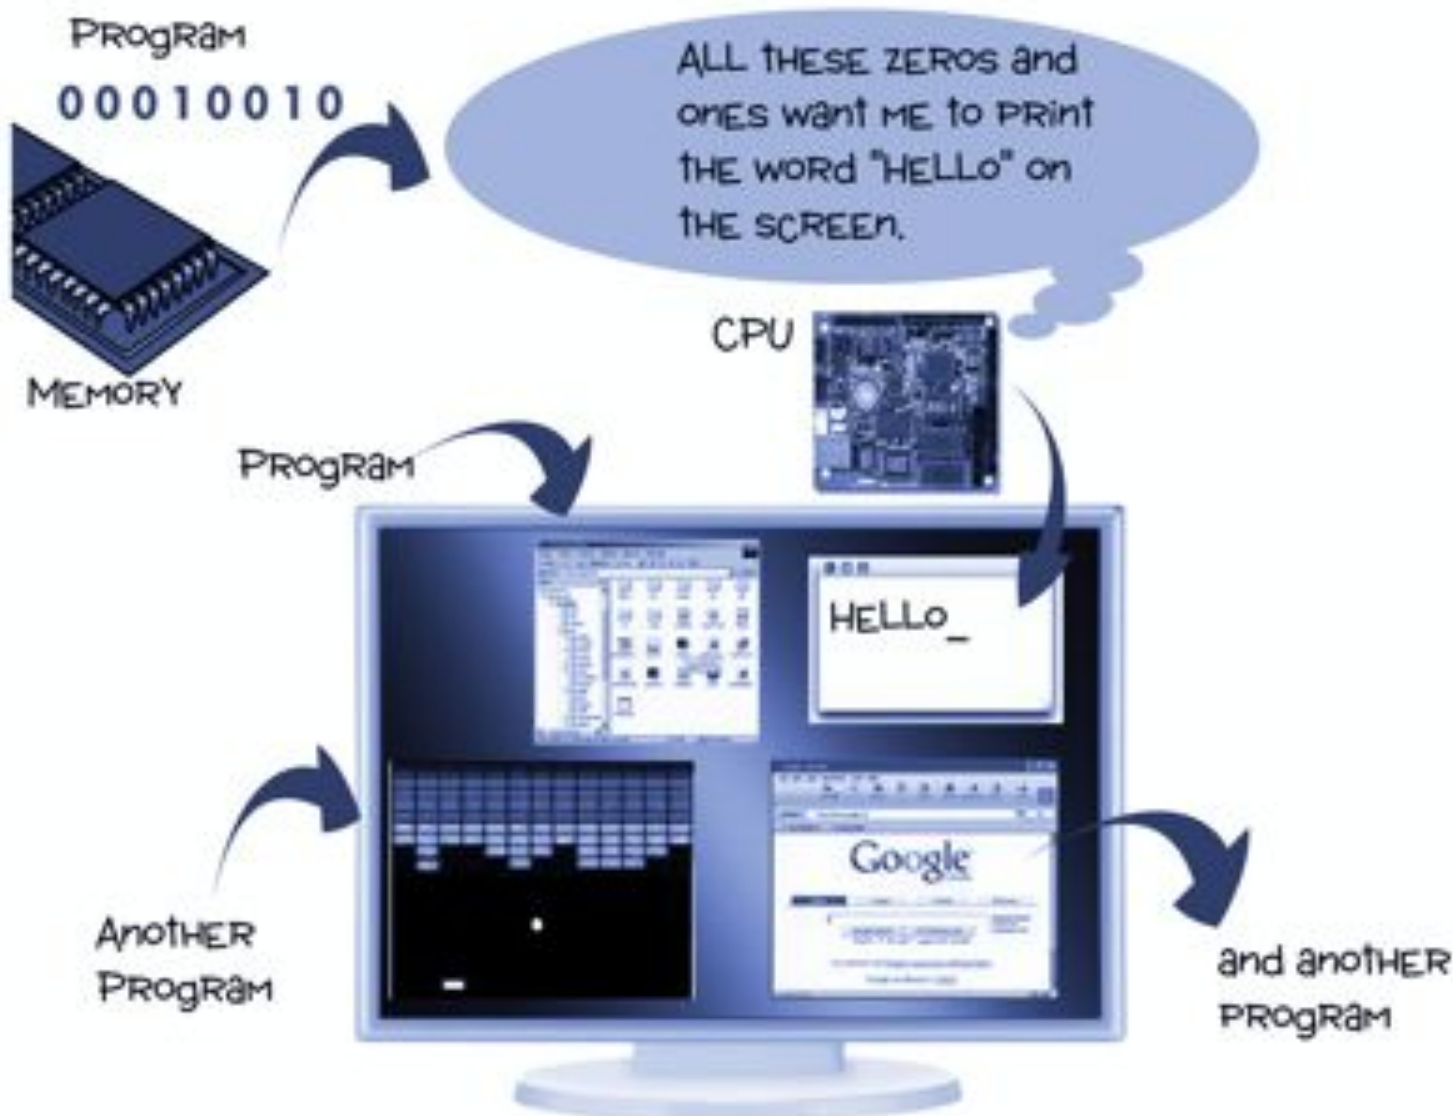 Program
00010010
ALL THESE ZEROS and
ones want me to print
the word "HELLO" on
the screen.
CPU
Memory
Program
HELLO_
Google
Another
Program
and another
program